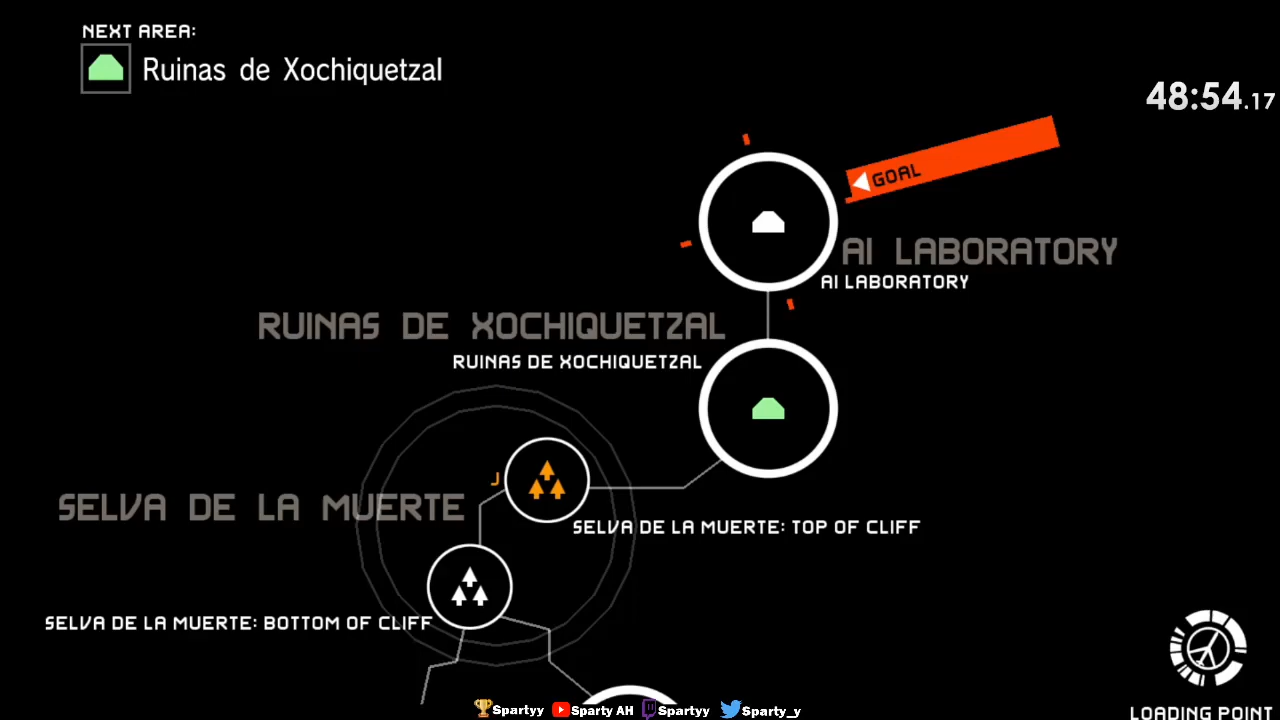 NEXT AREA:
Ruinas de Xochiquetzal
48:54.17
GOAL
AI LABORATORY
AI LABORATORY
RUINAS DE XOCHIQUETZAL
RUINAS DE XOCHIQUETZAL
SELVA DE LA MUERTE
SELVA DE LA MUERTE: TOP OF CLIFF
SELVA DE LA MUERTE: BOTTOM OF CLIFF
Spartyy Sparty AH Spartyy Sparty_y
LOADING POINT